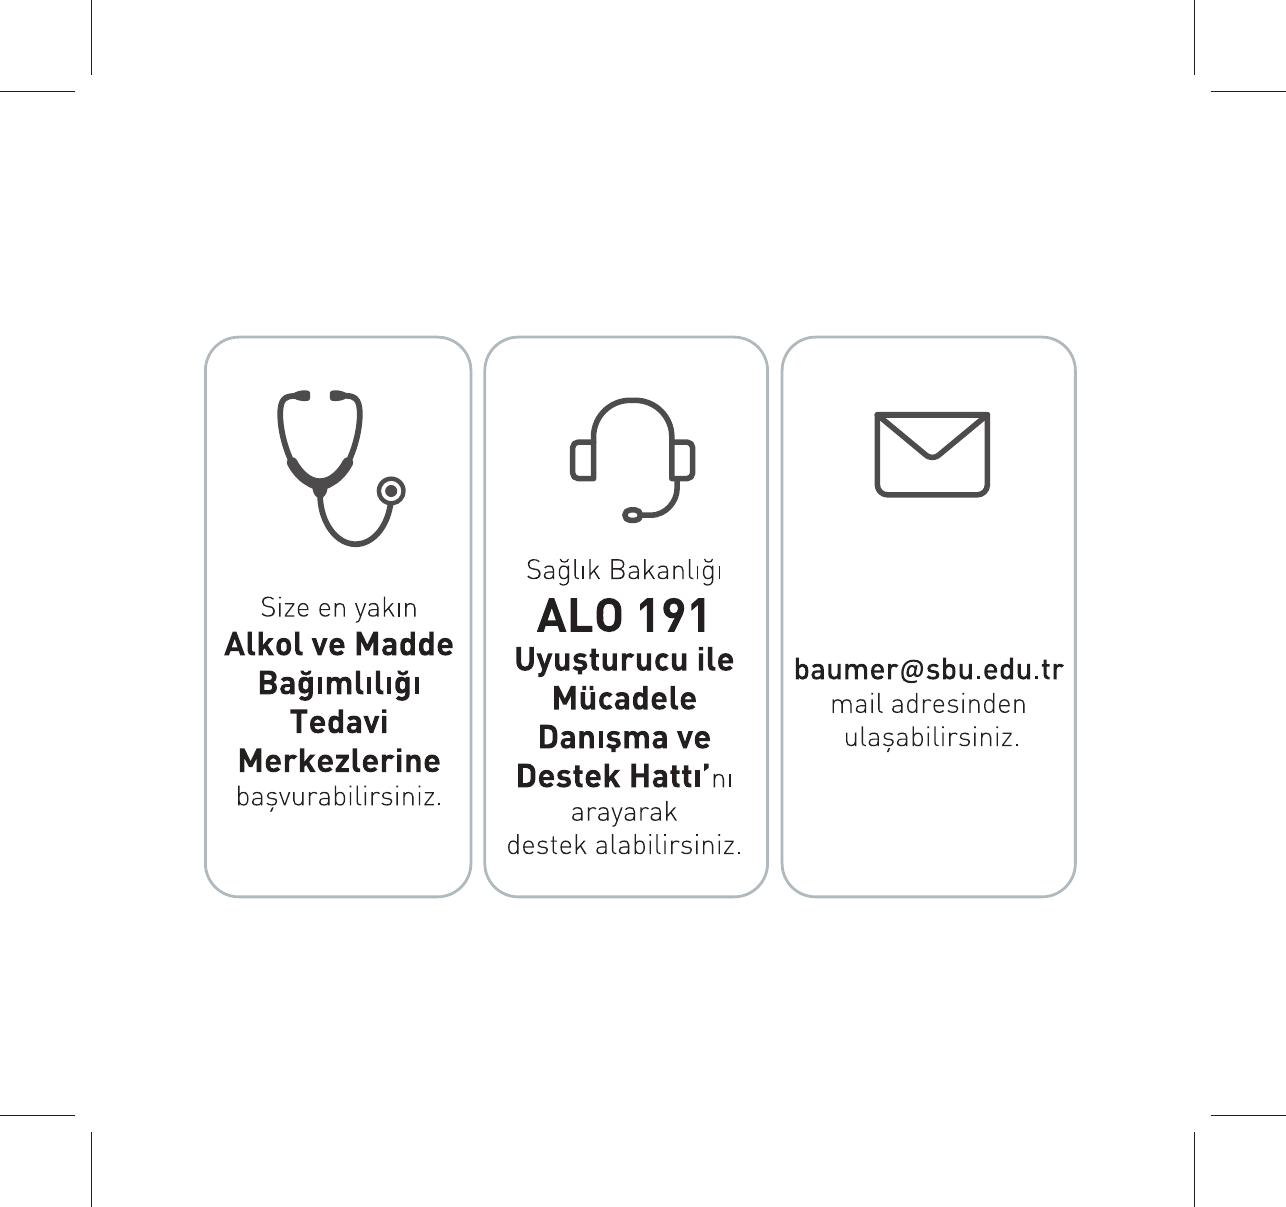 Size en yakın
Alkol ve Madde
Bağımlılığı
Tedavi
Merkezlerine
başvurabilirsiniz.
Sağlık Bakanlığı
ALO 191
Uyuşturucu ile
Mücadele
Danışma ve
Destek Hattı’nı
arayarak
destek alabilirsiniz.
baumer@sbu.edu.tr
mail adresinden
ulaşabilirsiniz.